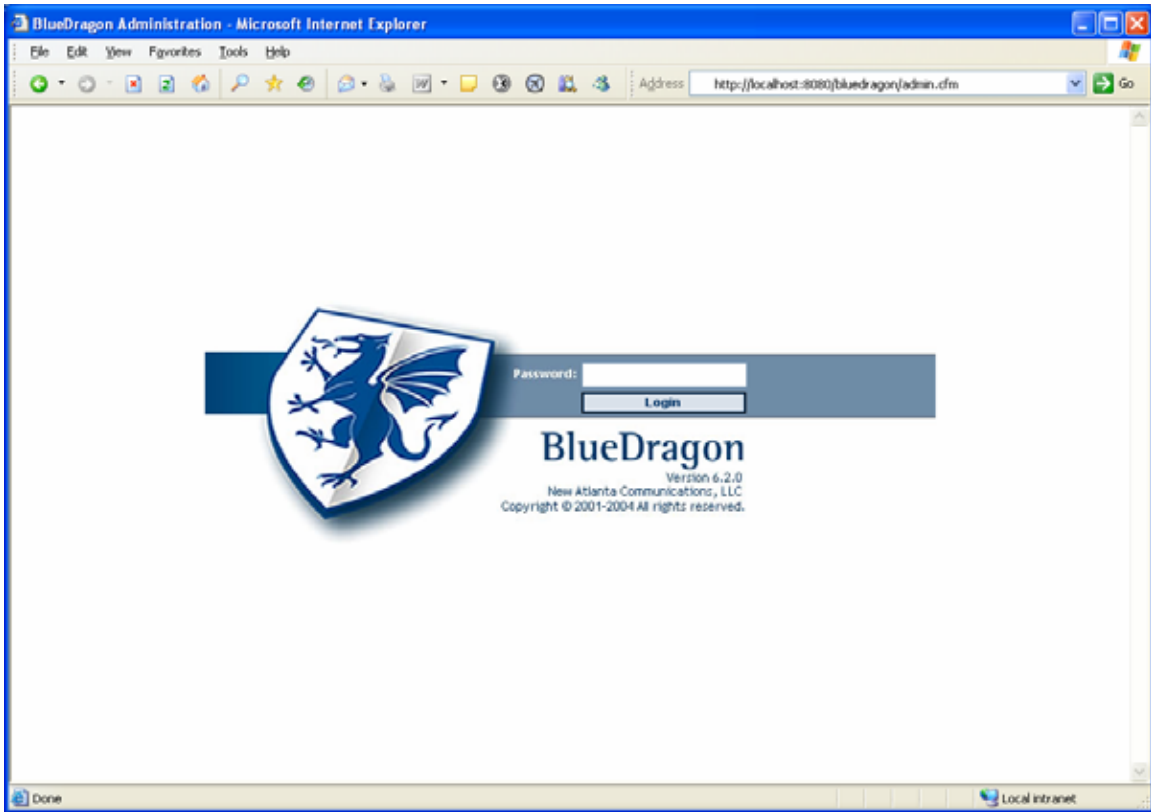 BlueDragon Administration - Microsoft Internet Explorer
File Edit View Favorites Tools Help
Address http://localhost:8080/bluedragon/admin.cfm Go
Password:
Login
BlueDragon
Version 6.2.0
New Atlanta Communications, LLC
Copyright © 2001-2004 All rights reserved.
Done Local intranet